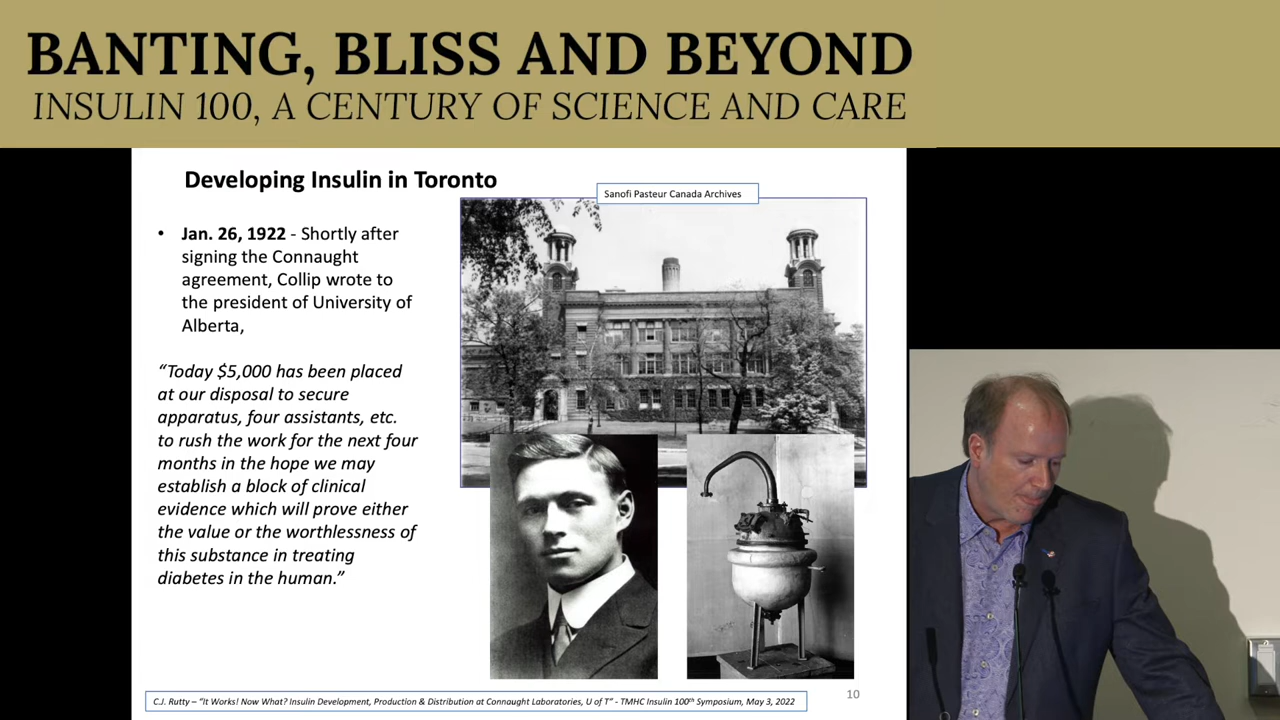 BANTING, BLISS AND BEYOND
INSULIN 100, A CENTURY OF SCIENCE AND CARE
Developing Insulin in Toronto
Sanofi Pasteur Canada Archives
• Jan. 26, 1922 - Shortly after
signing the Connaught
agreement, Collip wrote to
the president of University of
Alberta,
“Today $5,000 has been placed
at our disposal to secure
apparatus, four assistants, etc.
to rush the work for the next four
months in the hope we may
establish a block of clinical
evidence which will prove either
the value or the worthlessness of
this substance in treating
diabetes in the human.”
C.J. Rutty – “It Works! Now What? Insulin Development, Production & Distribution at Connaught Laboratories, U of T” - TMHC Insulin 100th Symposium, May 3, 2022
10